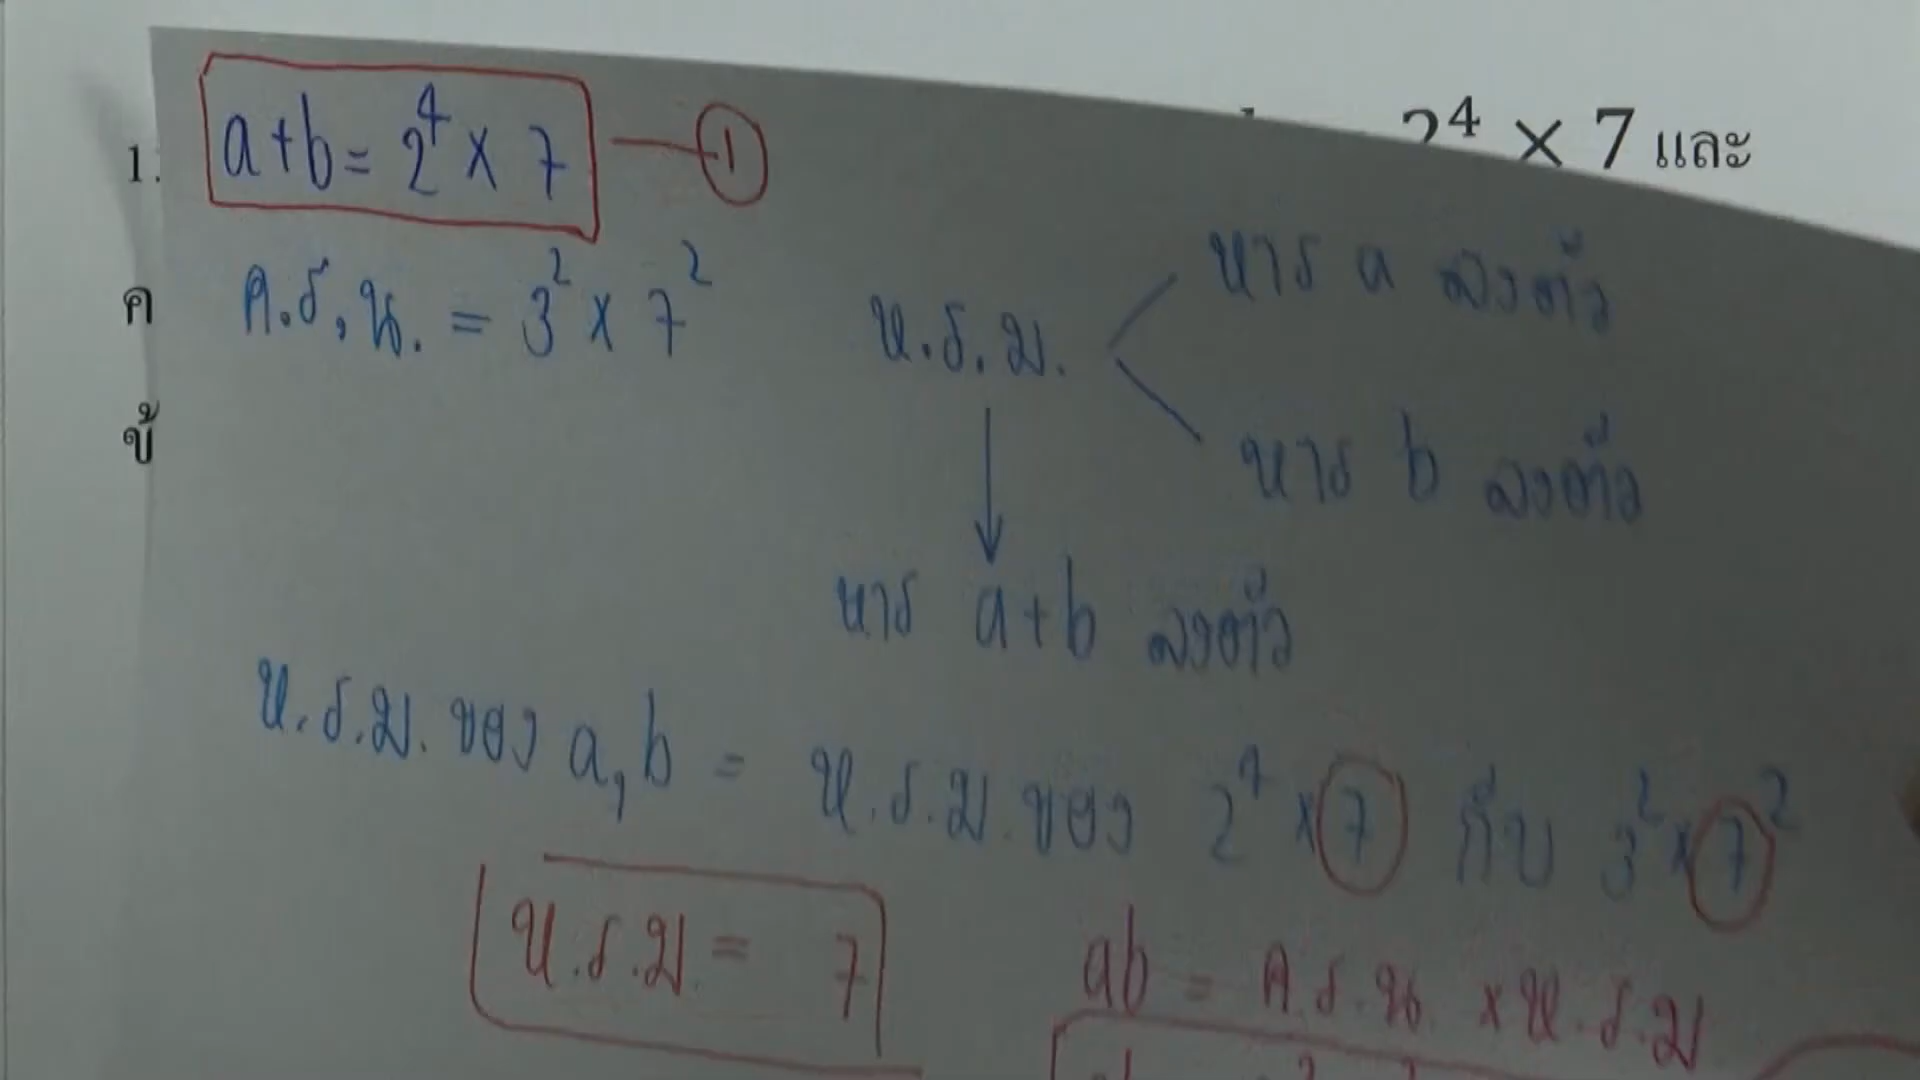 2⁴ × 7 และ
1.
a+b = 2⁴ × 7 — ①
ค
ค.ร.น. = 3² × 7²
ห.ร.ม.
หาร a ลงตัว
ข้
หาร b ลงตัว
หาร a+b ลงตัว
ห.ร.ม. ของ a, b = ห.ร.ม. ของ 2⁴ × 7 กับ 3² × 7²
ห.ร.ม. = 7
ab = ค.ร.น. × ห.ร.ม